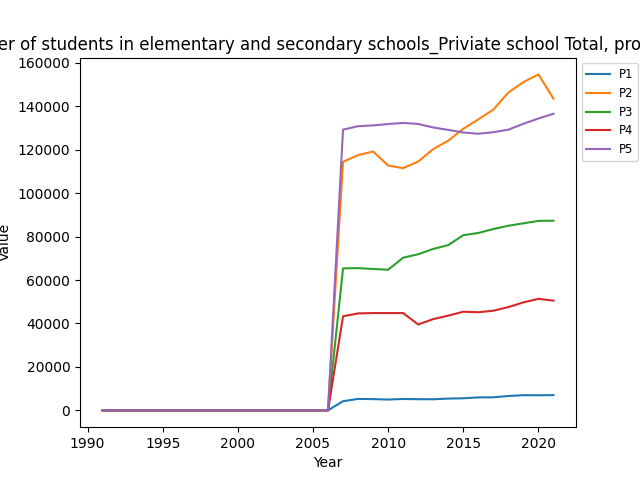 er of students in elementary and secondary schools_Priviate school Total, pro
160000
140000
120000
100000
80000
60000
40000
20000
0
Value
1990 1995 2000 2005 2010 2015 2020
Year
P1
P2
P3
P4
P5